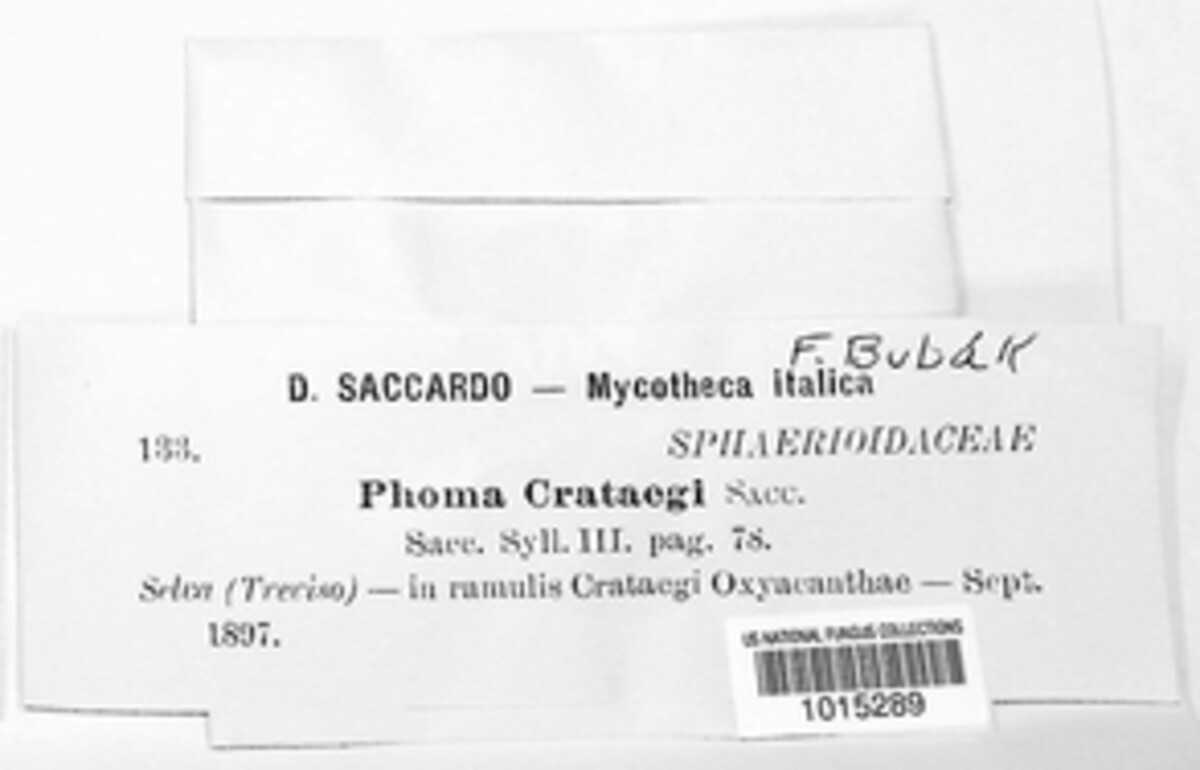 F. Bubák
D. SACCARDO — Mycotheca italica
133.
SPHAERIOIDACEAE
Phoma Crataegi Sacc.
Sacc. Syll. III. pag. 78.
Selva (Treviso) — in ramulis Crataegi Oxyacanthae — Sept.
1897.
US NATIONAL FUNGUS COLLECTIONS
1015289